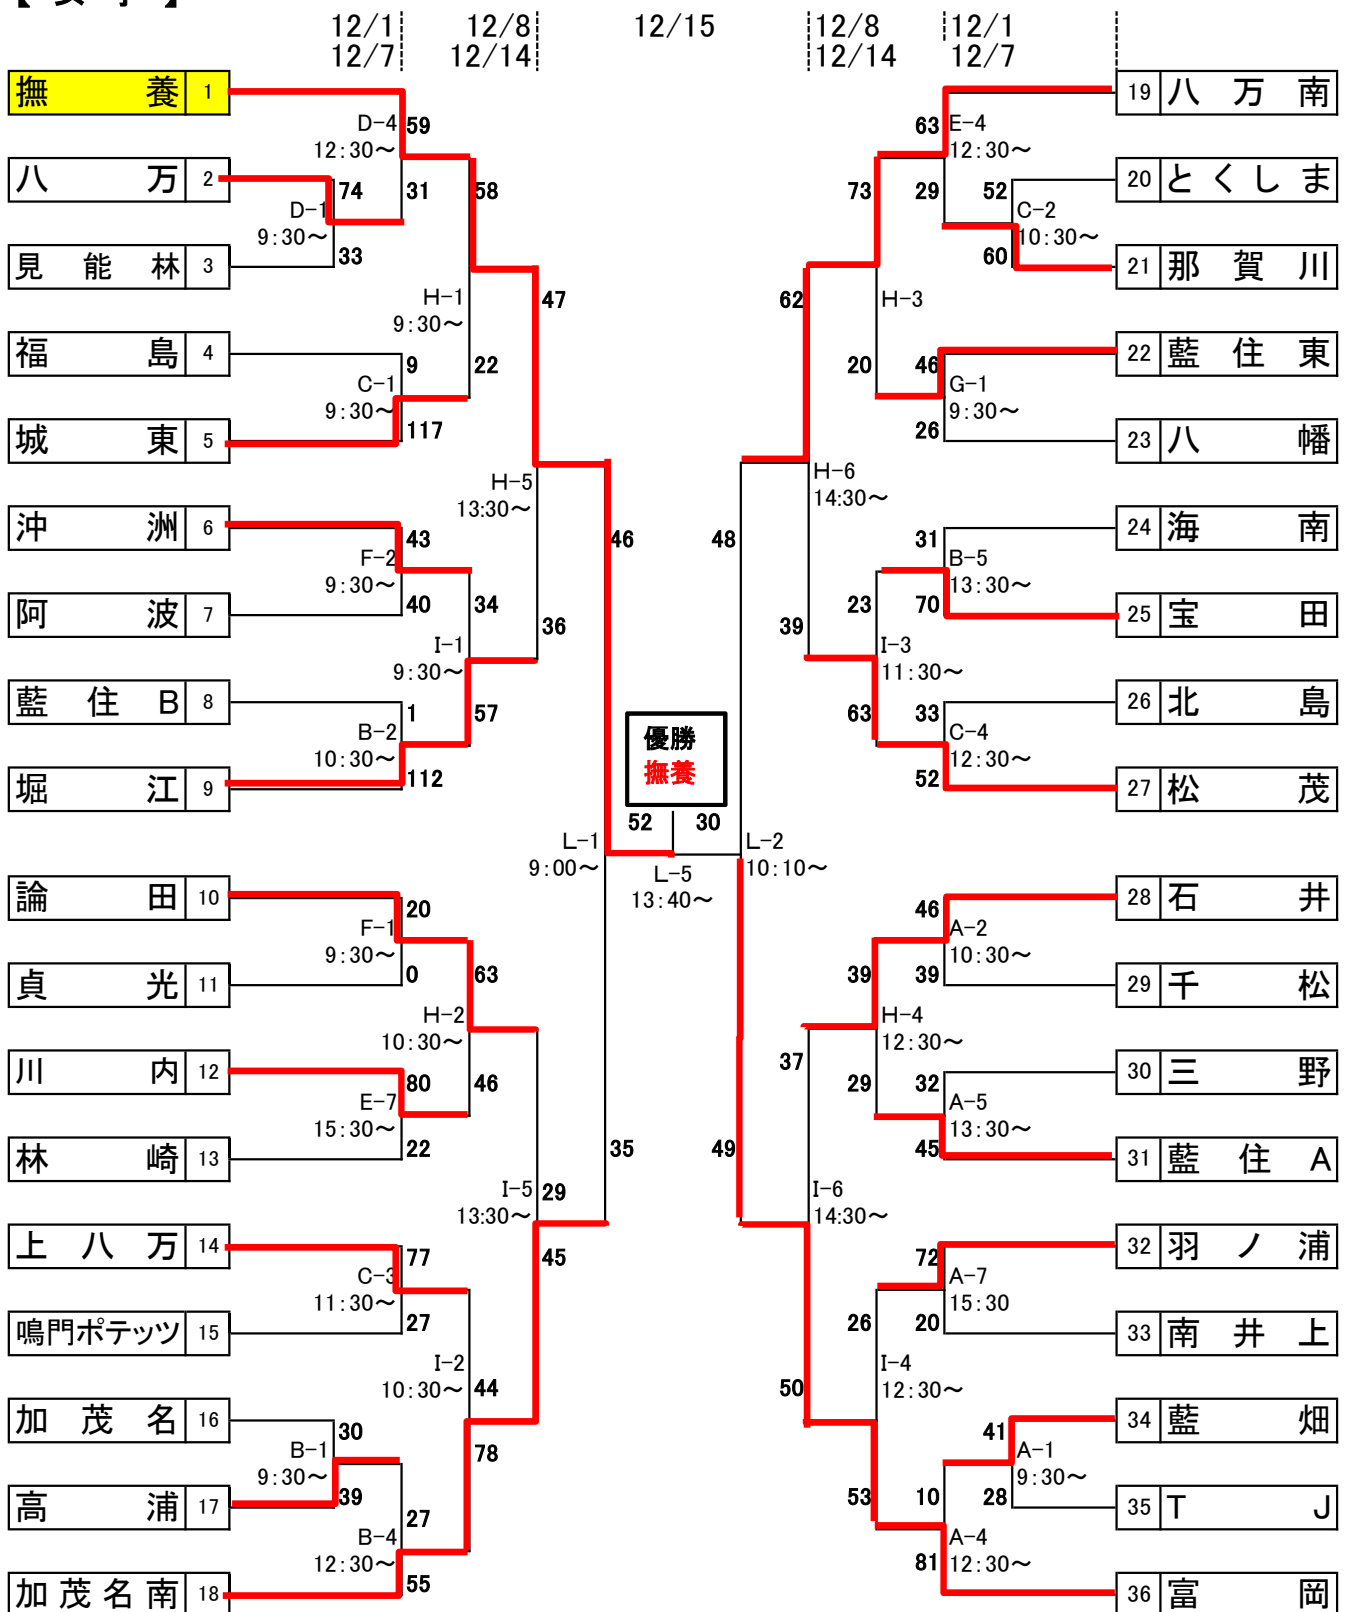 【 女 子 】
12/1 12/8 12/15 12/8 12/1
12/7 12/14 12/14 12/7
撫養 1
19 八万南
D-4 59
12:30～
63 E-4
12:30～
八万 2
74 31 58
73 29 52
20 とくしま
D-1
9:30～
C-2
10:30～
見能林 3
33
60
21 那賀川
H-1 47
9:30～
62 H-3
福島 4
9 22
20 46
22 藍住東
C-1
9:30～
G-1
9:30～
城東 5
117
26
23 八幡
H-5
13:30～
H-6
14:30～
沖洲 6
43 46
48 31
24 海南
F-2
9:30～
B-5
13:30～
阿波 7
40 34 36
39 23 70
25 宝田
I-1
9:30～
I-3
11:30～
藍住B 8
1 57
63 33
26 北島
B-2
10:30～
優勝
撫養
C-4
12:30～
堀江 9
112
52
27 松茂
52 30
L-1
9:00～
L-5
13:40～
L-2
10:10～
論田 10
20
46
28 石井
F-1
9:30～
A-2
10:30～
貞光 11
0 63
39 39
29 千松
H-2
10:30～
H-4
12:30～
川内 12
80 46
37 29 32
30 三野
E-7
15:30～
A-5
13:30～
林崎 13
22 35
49 45
31 藍住A
I-5 29
13:30～
I-6
14:30～
上八万 14
77 45
72
32 羽ノ浦
C-3
11:30～
A-7
15:30
鳴門ポテッツ 15
27
26 20
33 南井上
I-2
10:30～ 44
50 I-4
12:30～
加茂名 16
30 78
41
34 藍畑
B-1
9:30～
A-1
9:30～
高浦 17
39 27
53 10 28
35 TJ
B-4
12:30～
A-4
12:30～
加茂名南 18
55
81
36 富岡